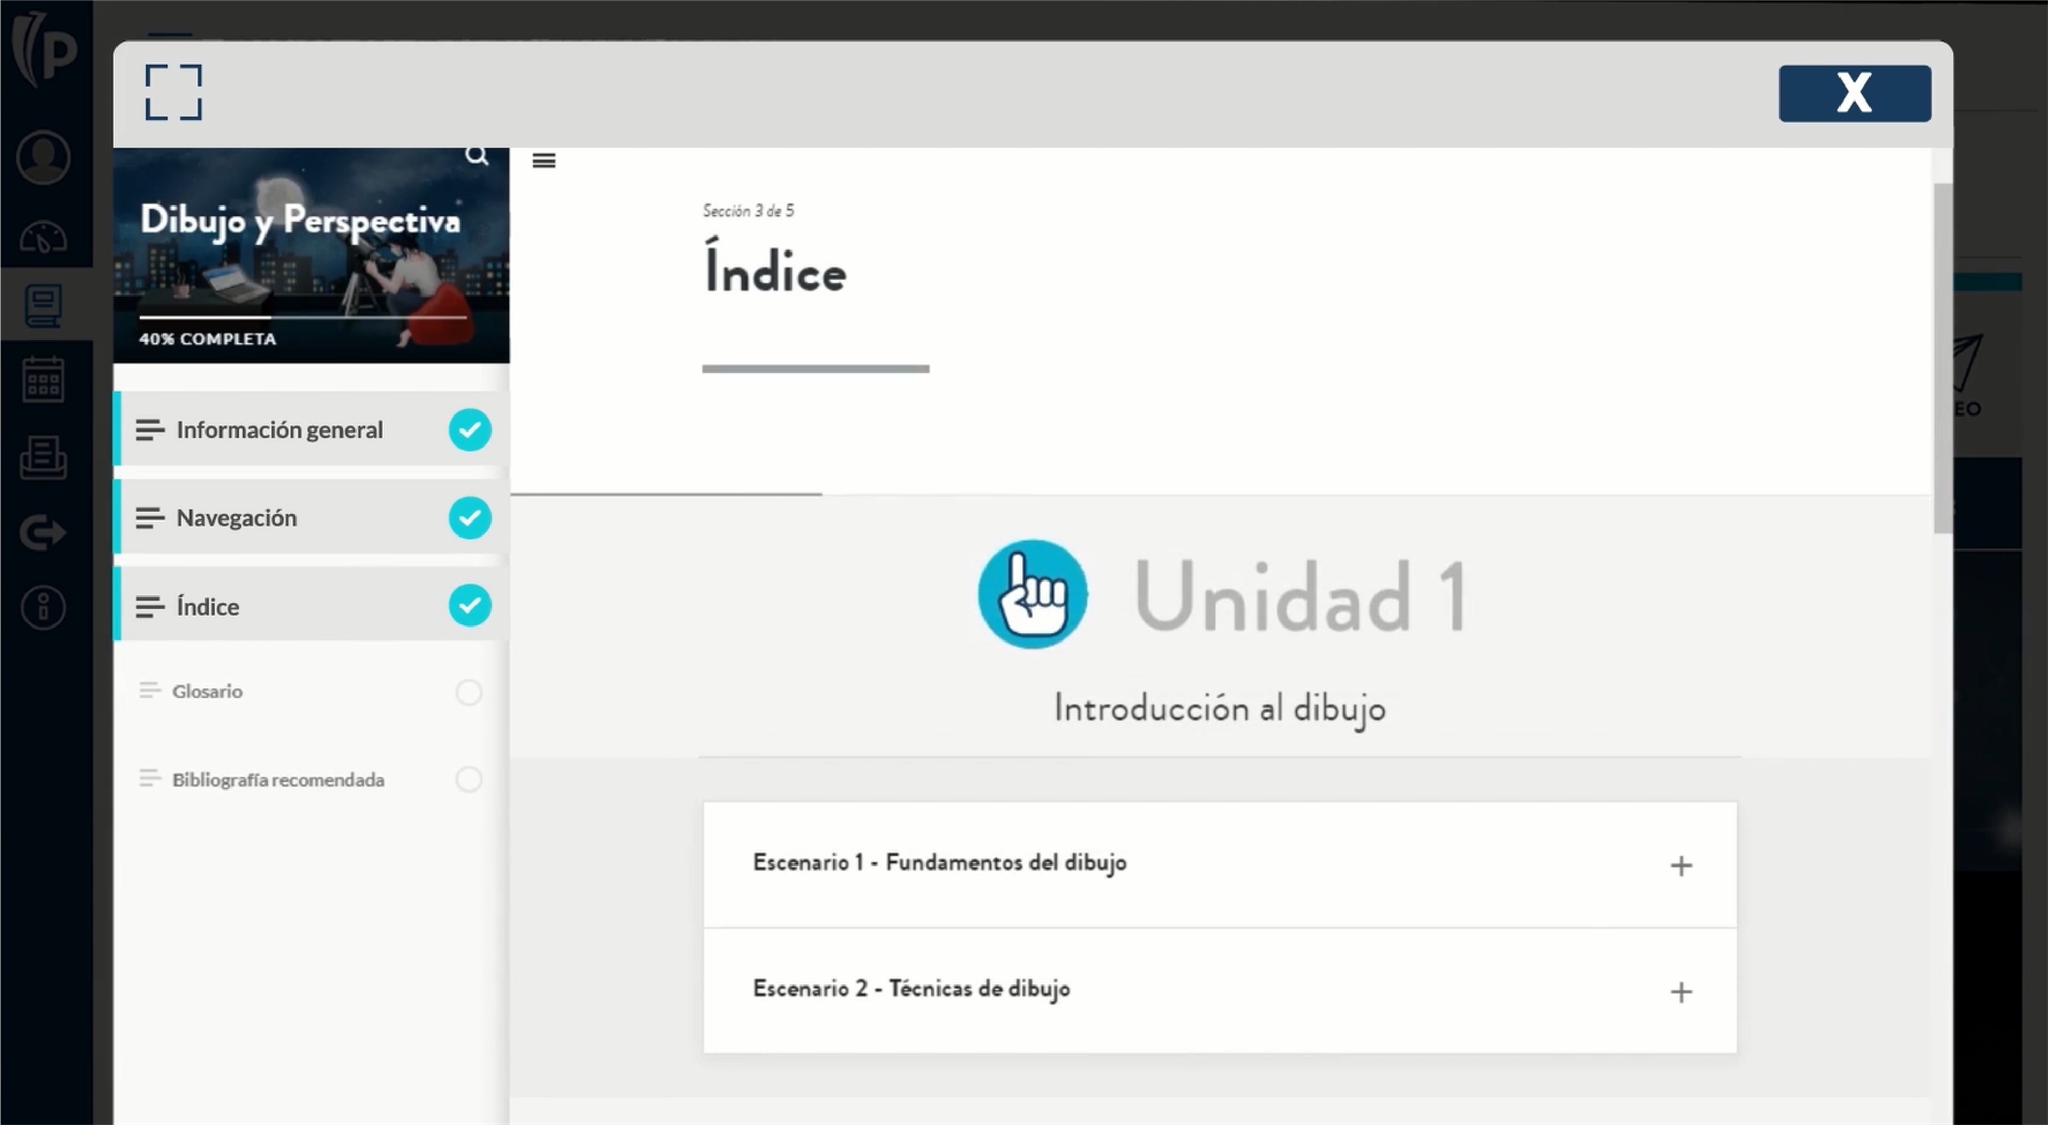 P
X
Dibujo y Perspectiva
40% COMPLETA
Información general
Navegación
Índice
Glosario
Bibliografía recomendada
Sección 3 de 5
Índice
Unidad 1
Introducción al dibujo
Escenario 1 - Fundamentos del dibujo
Escenario 2 - Técnicas de dibujo
EO